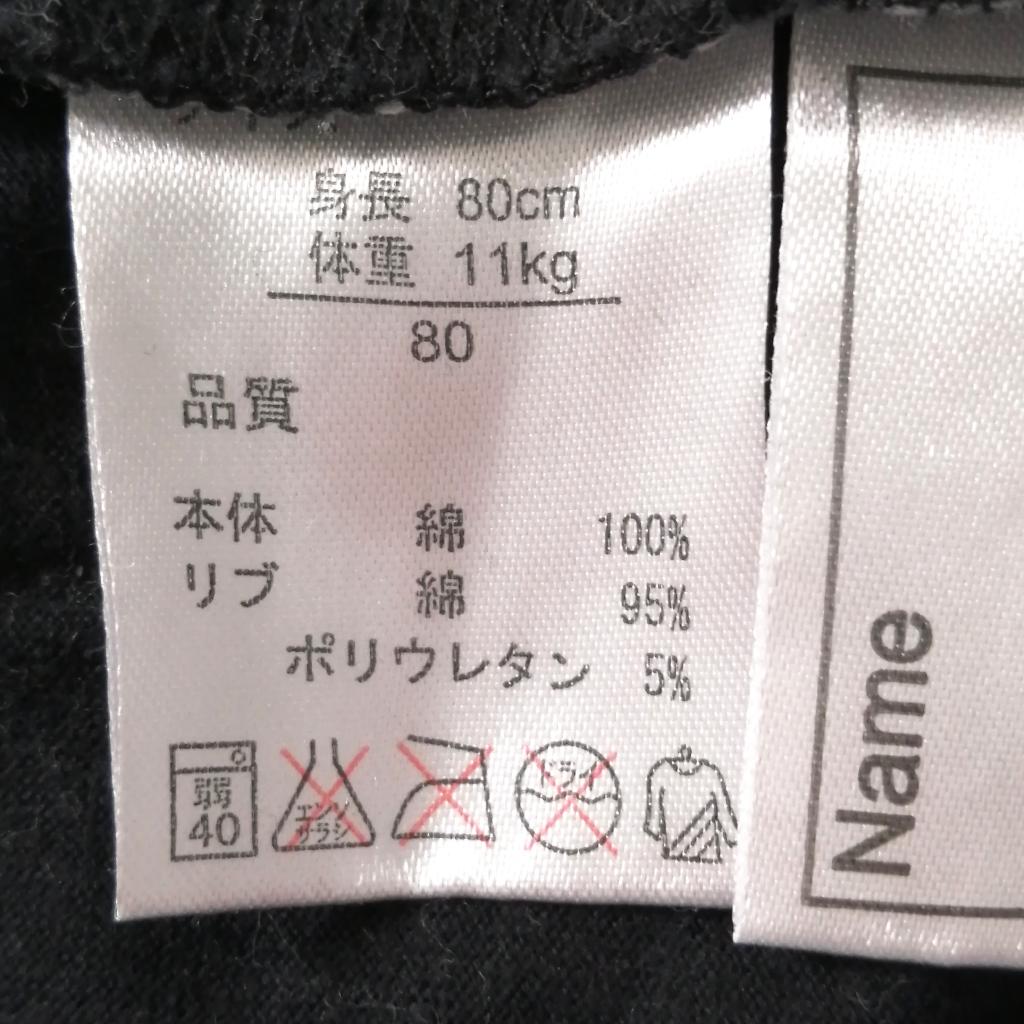 身長 80cm
体重 11kg
80
品質
本体 綿 100%
リブ 綿 95%
ポリウレタン 5%
弱
40
エンソ
サラシ
ドライ
Name